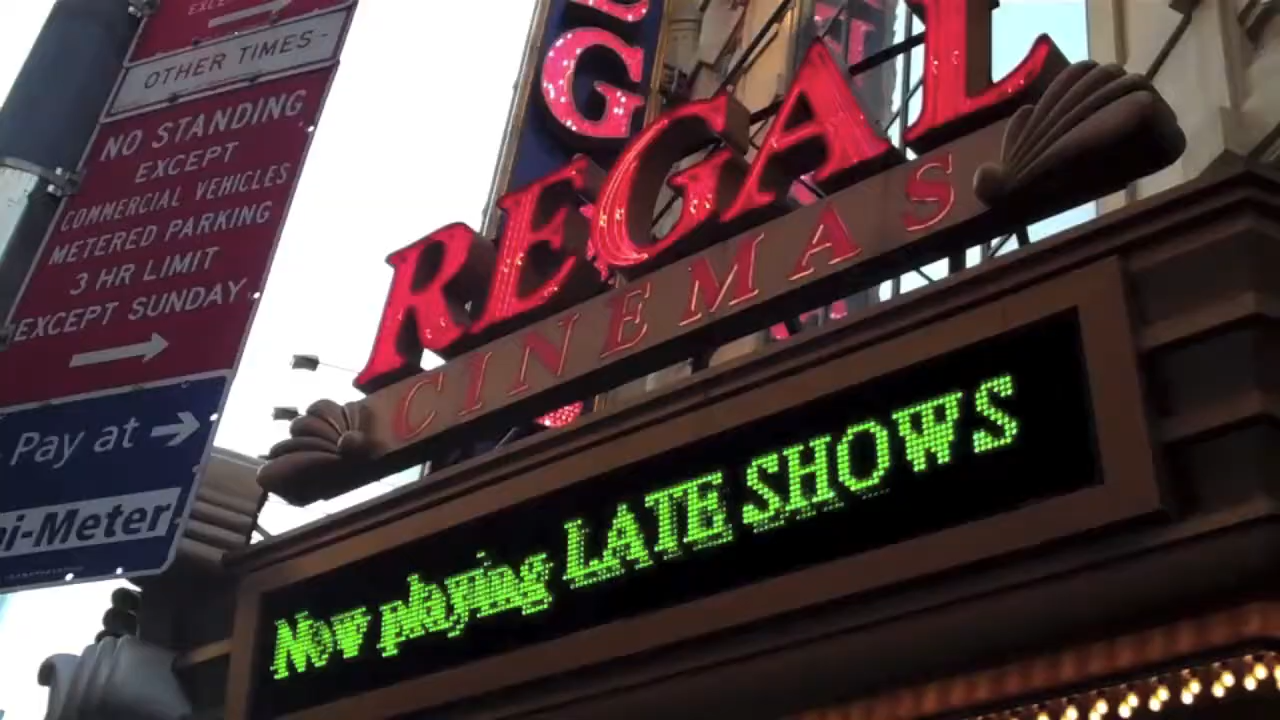 OTHER TIMES-
NO STANDING
EXCEPT
COMMERCIAL VEHICLES
METERED PARKING
3 HR LIMIT
EXCEPT SUNDAY
Pay at
i-Meter
G
REGAL
CINEMAS
Now playing LATE SHOWS